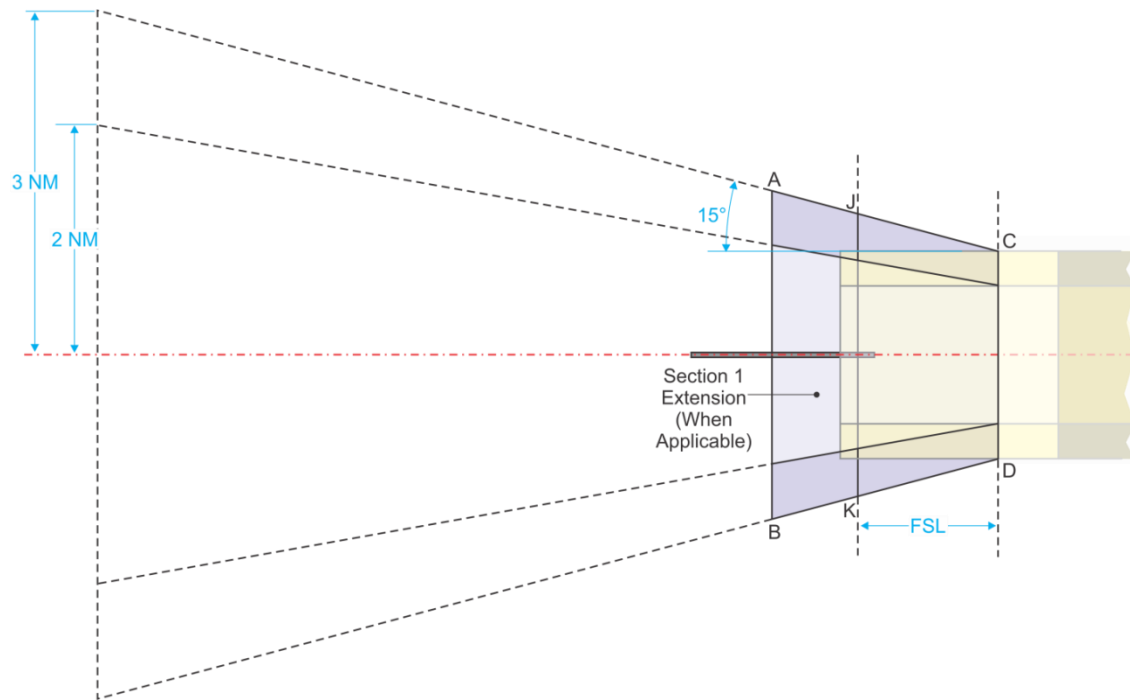 3 NM
2 NM
15°
A
J
C
Section 1
Extension
(When
Applicable)
B
K
D
FSL